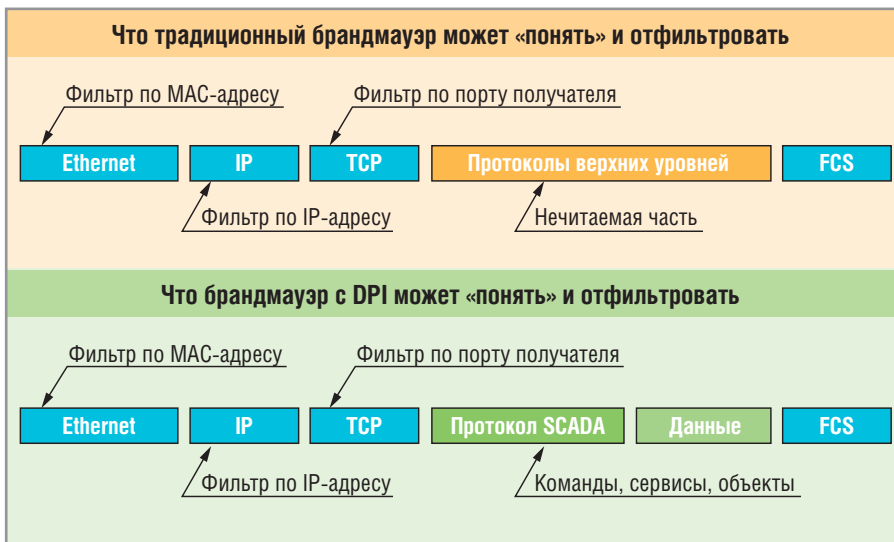 Что традиционный брандмауэр может «понять» и отфильтровать
Фильтр по MAC-адресу
Фильтр по порту получателя
Ethernet
IP
TCP
Протоколы верхних уровней
FCS
Фильтр по IP-адресу
Нечитаемая часть
Что брандмауэр с DPI может «понять» и отфильтровать
Фильтр по MAC-адресу
Фильтр по порту получателя
Ethernet
IP
TCP
Протокол SCADA
Данные
FCS
Фильтр по IP-адресу
Команды, сервисы, объекты